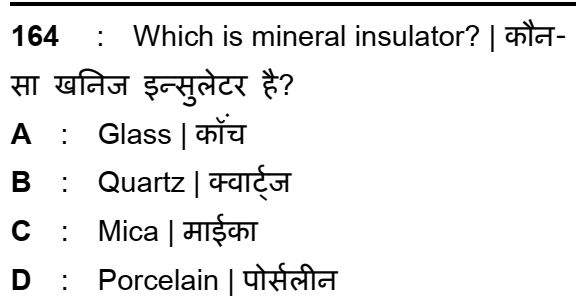 164 : Which is mineral insulator? | कौन-
सा खनिज इन्सुलेटर है?
A : Glass | कॉंच
B : Quartz | क्वार्ट्ज
C : Mica | माईका
D : Porcelain | पोर्सलीन